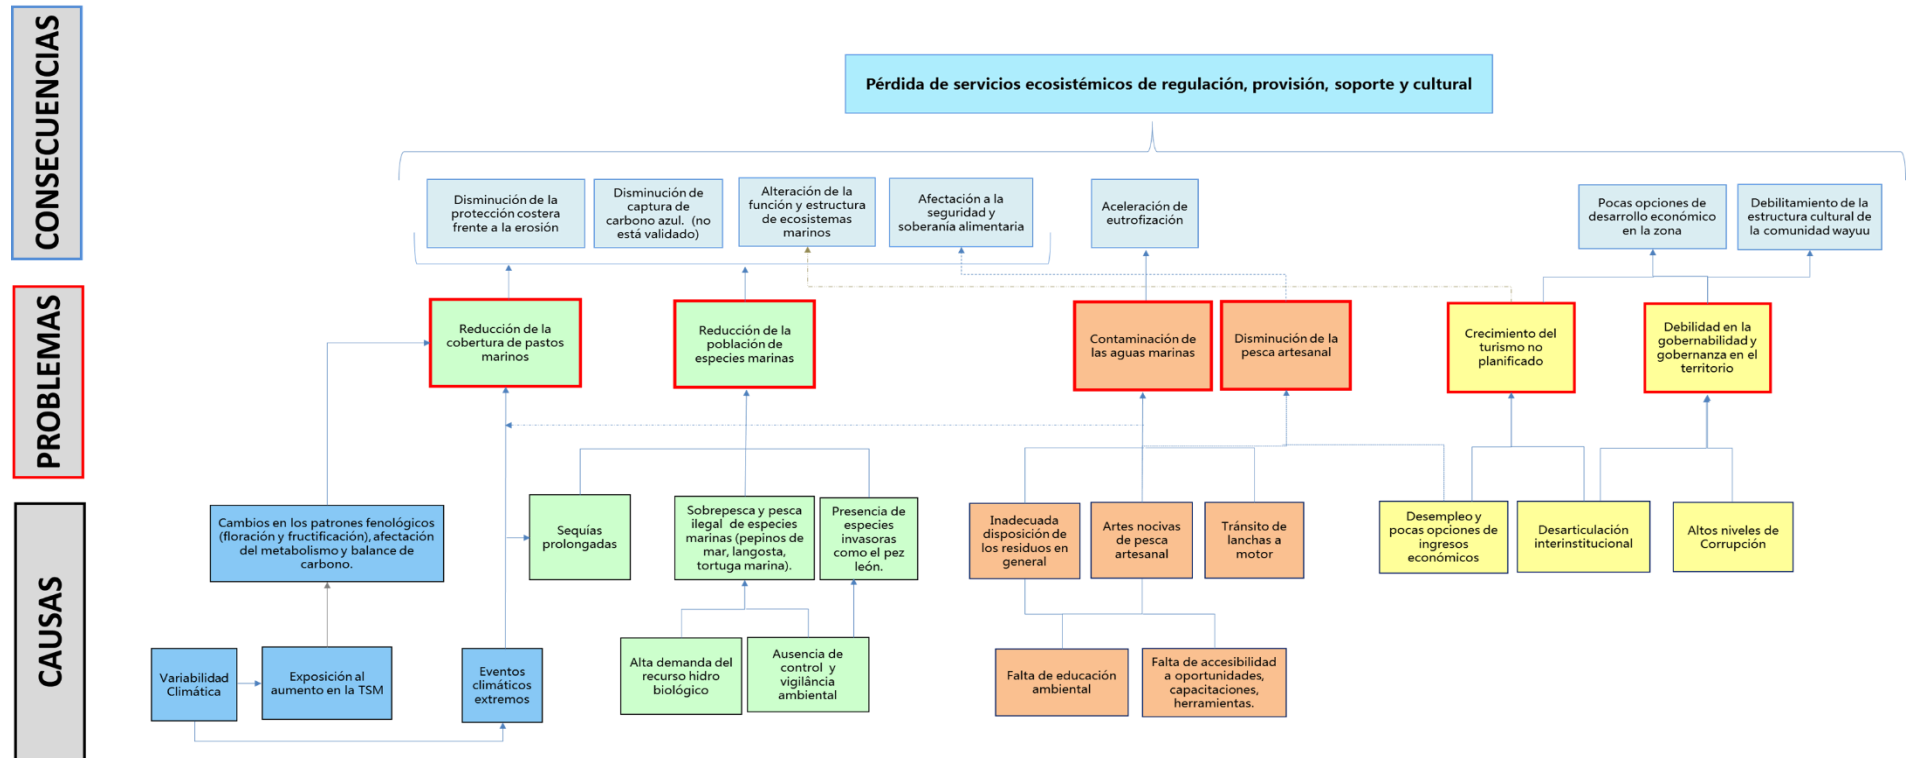 CONSECUENCIAS
Pérdida de servicios ecosistémicos de regulación, provisión, soporte y cultural
Disminución de la
protección costera
frente a la erosión
Disminución de
captura de
carbono azul.  (no
está validado)
Alteración de la
función y estructura
de ecosistemas
marinos
Afectación a la
seguridad y
soberanía alimentaria
Aceleración de
eutrofización
Pocas opciones de
desarrollo económico
en la zona
Debilitamiento de la
estructura cultural de
la comunidad wayuu
PROBLEMAS
Reducción de la
cobertura de pastos
marinos
Reducción de la
población de
especies marinas
Contaminación de
las aguas marinas
Disminución de la
pesca artesanal
Crecimiento del
turismo no
planificado
Debilidad en la
gobernabilidad y
gobernanza en el
territorio
CAUSAS
Cambios en los patrones fenológicos
(floración y fructificación), afectación
del metabolismo y balance de
carbono.
Sequías
prolongadas
Sobrepesca y pesca
ilegal  de especies
marinas (pepinos de
mar, langosta,
tortuga marina).
Presencia de
especies
invasoras
como el pez
león.
Inadecuada
disposición de
los residuos en
general
Artes nocivas
de pesca
artesanal
Tránsito de
lanchas a
motor
Desempleo y
pocas opciones de
ingresos
económicos
Desarticulación
interinstitucional
Altos niveles de
Corrupción
Variabilidad
Climática
Exposición al
aumento en la TSM
Eventos
climáticos
extremos
Alta demanda del
recurso hidro
biológico
Ausencia de
control  y
vigilância
ambiental
Falta de educación
ambiental
Falta de accesibilidad
a oportunidades,
capacitaciones,
herramientas.